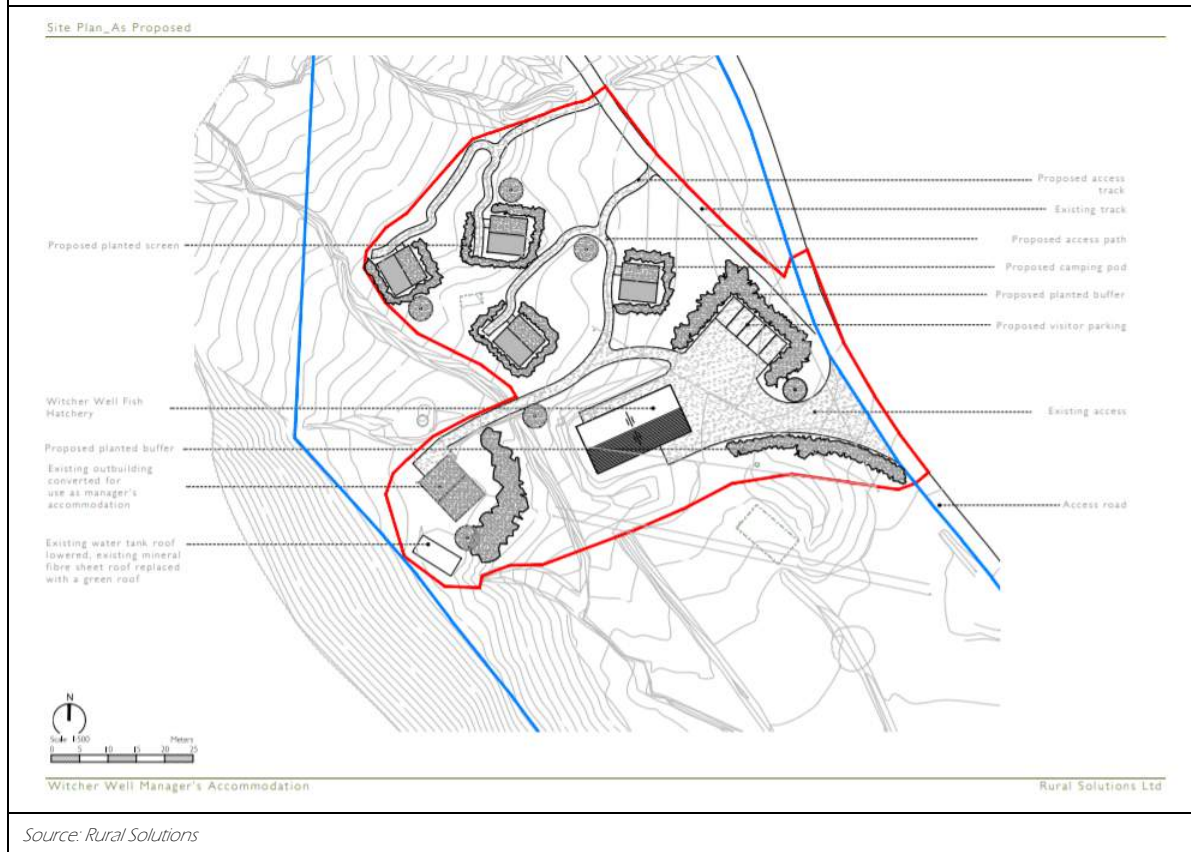 Site Plan_As Proposed
Proposed access
track
Existing track
Proposed planted screen
Proposed access path
Proposed camping pod
Proposed planted buffer
Proposed visitor parking
Witcher Well Fish
Hatchery
Existing access
Proposed planted buffer
Existing outbuilding
converted for
use as manager's
accommodation
Access road
Existing water tank roof
lowered, existing mineral
fibre sheet roof replaced
with a green roof
N
Scale 1:500 Meters
0 5 10 15 20 25
Witcher Well Manager's Accommodation
Rural Solutions Ltd
Source: Rural Solutions